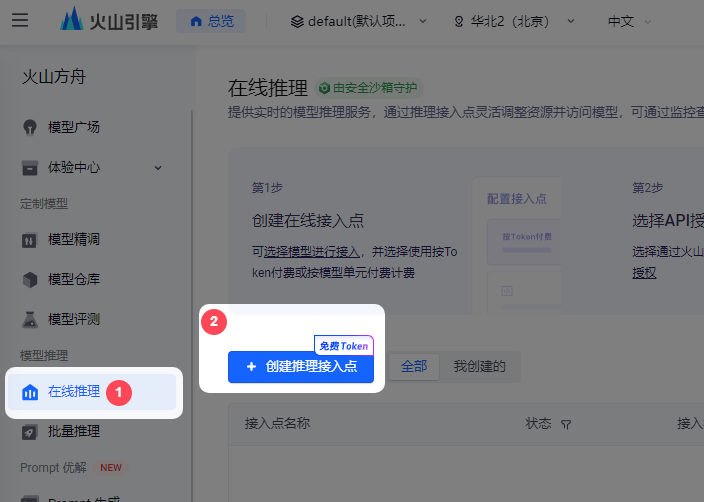 火山引擎
总览
default(默认项...
华北2（北京）
中文
火山方舟
模型广场
体验中心
定制模型
模型精调
模型仓库
模型评测
模型推理
在线推理
1
批量推理
Prompt 优解
NEW
Prompt 生成
在线推理
由安全沙箱守护
提供实时的模型推理服务，通过推理接入点灵活调整资源并访问模型，可通过监控查
第1步
创建在线接入点
可选择模型进行接入，并选择使用按To
ken付费或按模型单元付费计费
配置接入点
按Token付费
第2步
选择API授
选择通过火山
授权
2
免费Token
+ 创建推理接入点
全部
我创建的
接入点名称
状态
接入